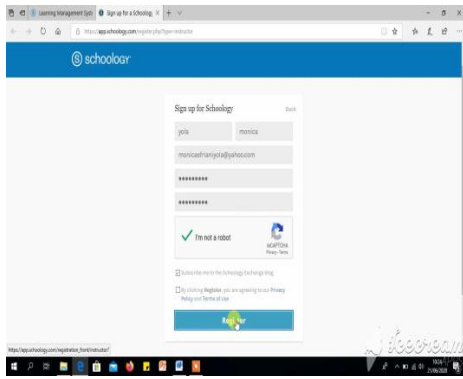 Learning Management Syst
Sign up for a Schoology
https://app.schoology.com/register.php?type=instructor
schoology
Sign up for Schoology
Back
yola
monica
monicaefrianiyola@yahoo.com
I'm not a robot
reCAPTCHA
Privacy - Terms
Subscribe me to the Schoology Exchange blog
By clicking Register, you are agreeing to our Privacy
Policy and Terms of Use
Register
https://app.schoology.com/registration_front/instructor?
21/06/2020